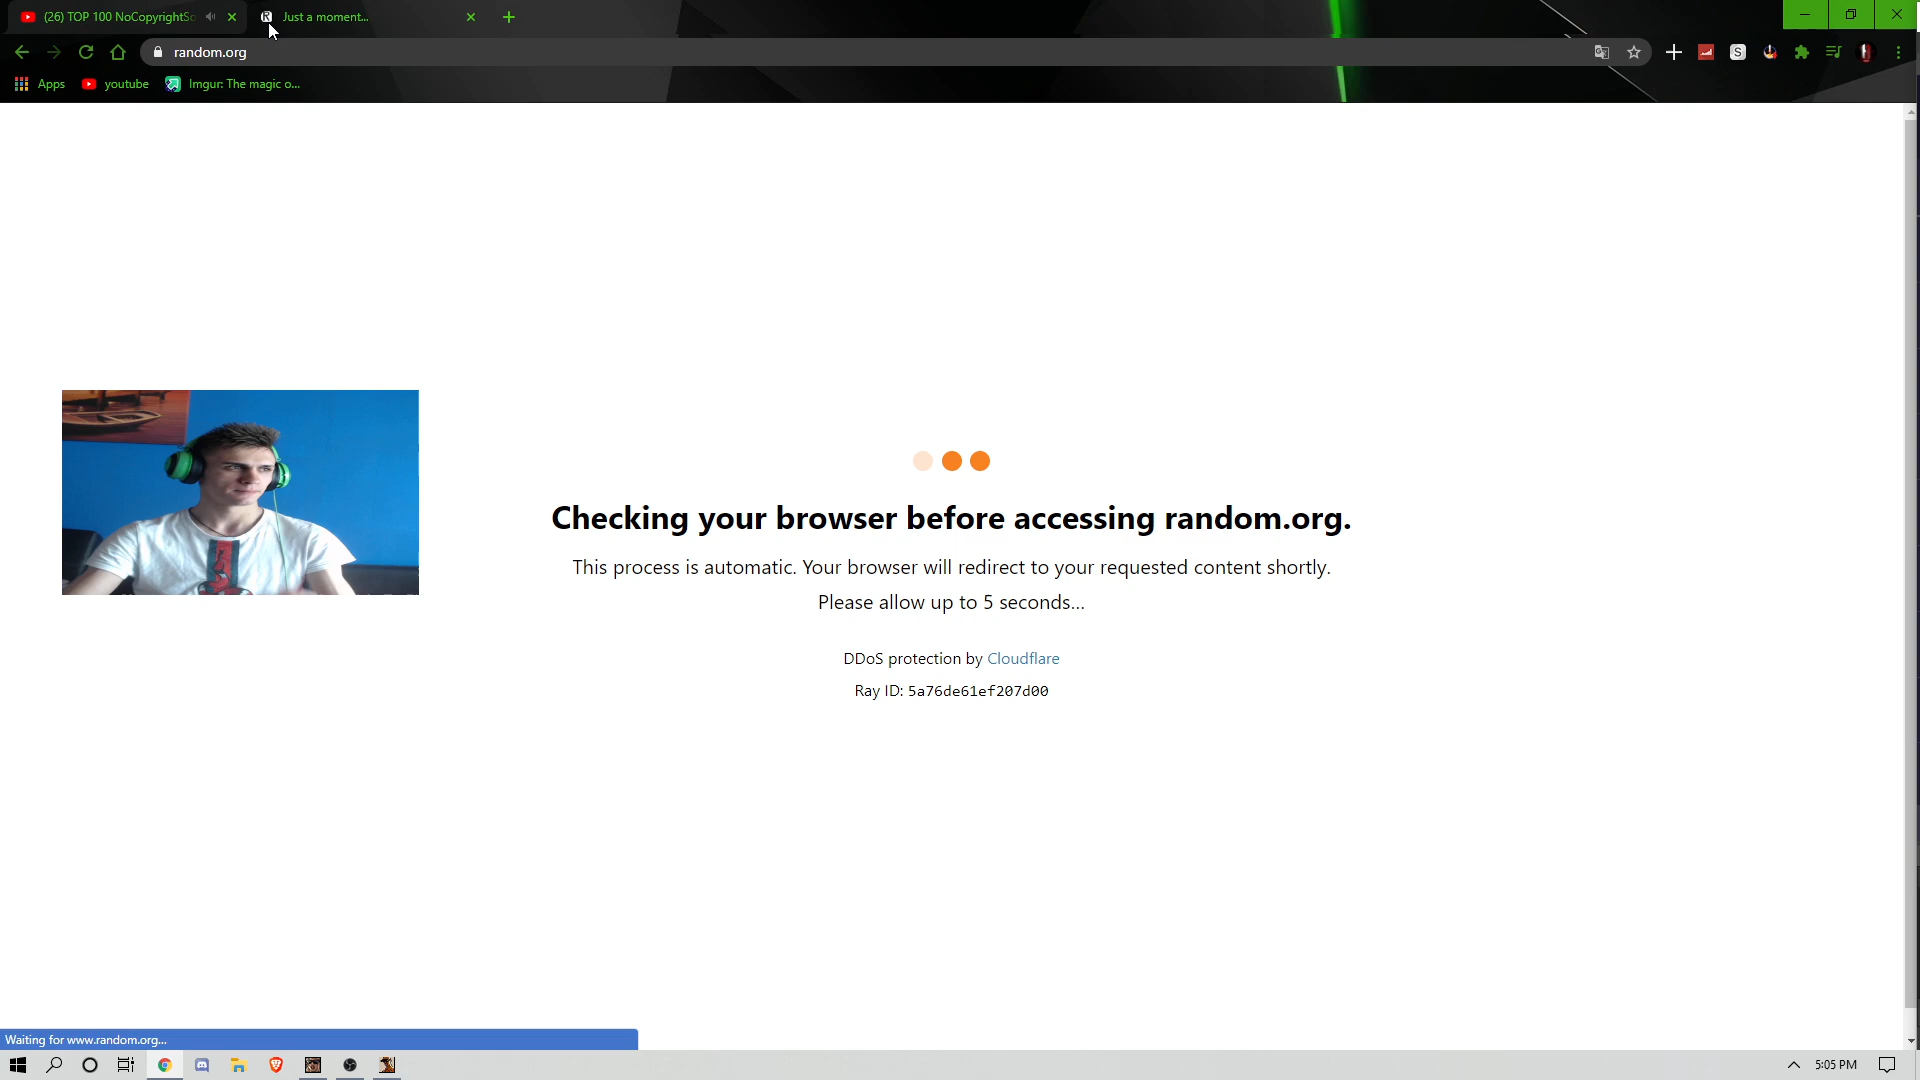 (26) TOP 100 NoCopyrightSo
Just a moment...
random.org
Apps
youtube
Imgur: The magic o...
Checking your browser before accessing random.org.
This process is automatic. Your browser will redirect to your requested content shortly.
Please allow up to 5 seconds...
DDoS protection by Cloudflare
Ray ID: 5a76de61ef207d00
Waiting for www.random.org...
5:05 PM